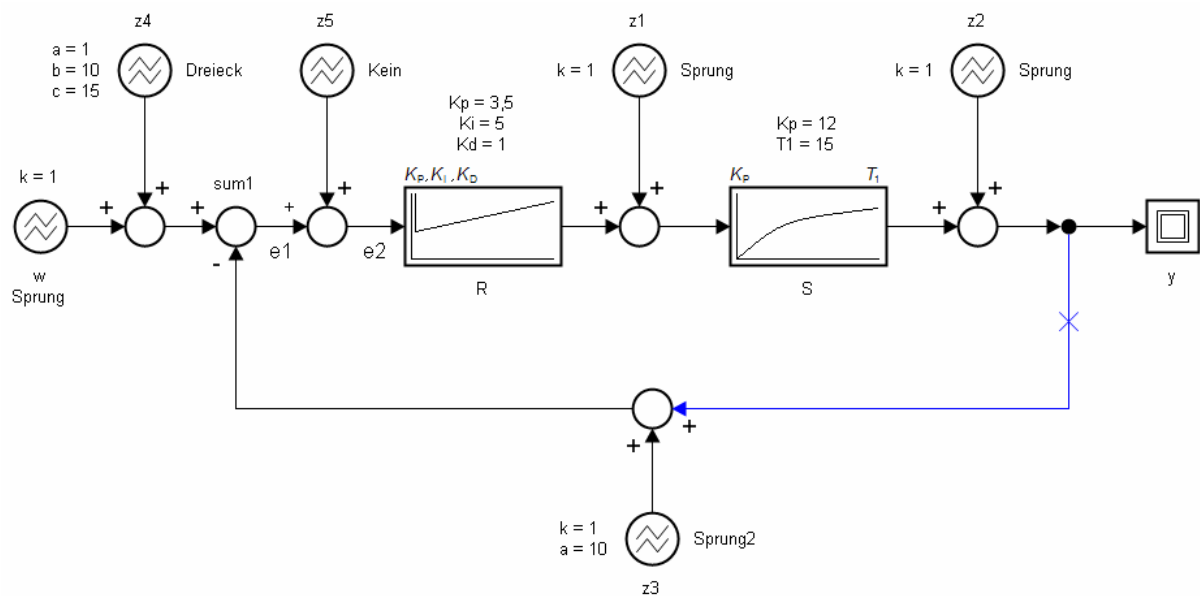 z4
z5
z1
z2
a = 1
b = 10
c = 15
Dreieck
Kein
k = 1
Sprung
k = 1
Sprung
Kp = 3,5
Ki = 5
Kd = 1
Kp = 12
T1 = 15
k = 1
sum1
KP, KI, KD
KP
T1
+
+
+
+
+
+
+
+
+
+
-
e1
e2
w
Sprung
R
S
y
+
+
k = 1
a = 10
Sprung2
z3